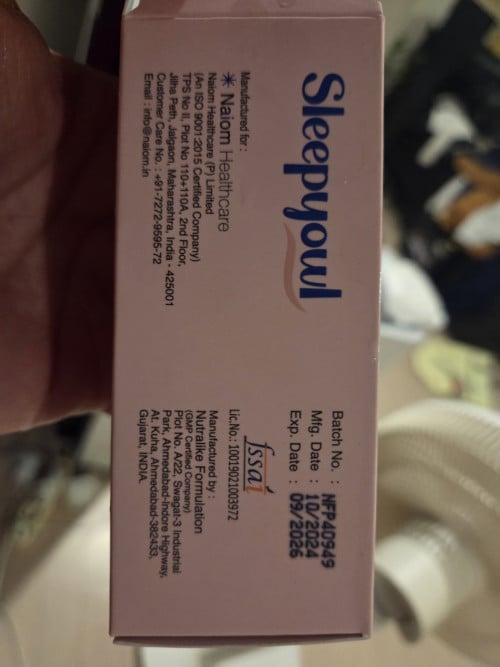 Sleepyowl
Manufactured for :
Naiom Healthcare
Naiom Healthcare (P) Limited
(An ISO 9001:2015 Certified Company)
TPS No II, Plot No 110+110A, 2nd Floor,
Jilha Peth, Jalgaon, Maharashtra, India - 425001
Customer Care No. : +91-7272-9595-72
Email : info@naiom.in
Batch No. : NFP40949
Mfg. Date : 10/2024
Exp. Date : 09/2026
fssai
Lic.No.: 10019021003972
Manufactured by :
Nutralike Formulation
(GMP Certified Company)
Plot No. A/22, Swagat-3 Industrial
Park, Ahmedabad-Indore Highway,
At. Kuha, Ahmedabad-382433,
Gujarat, INDIA.